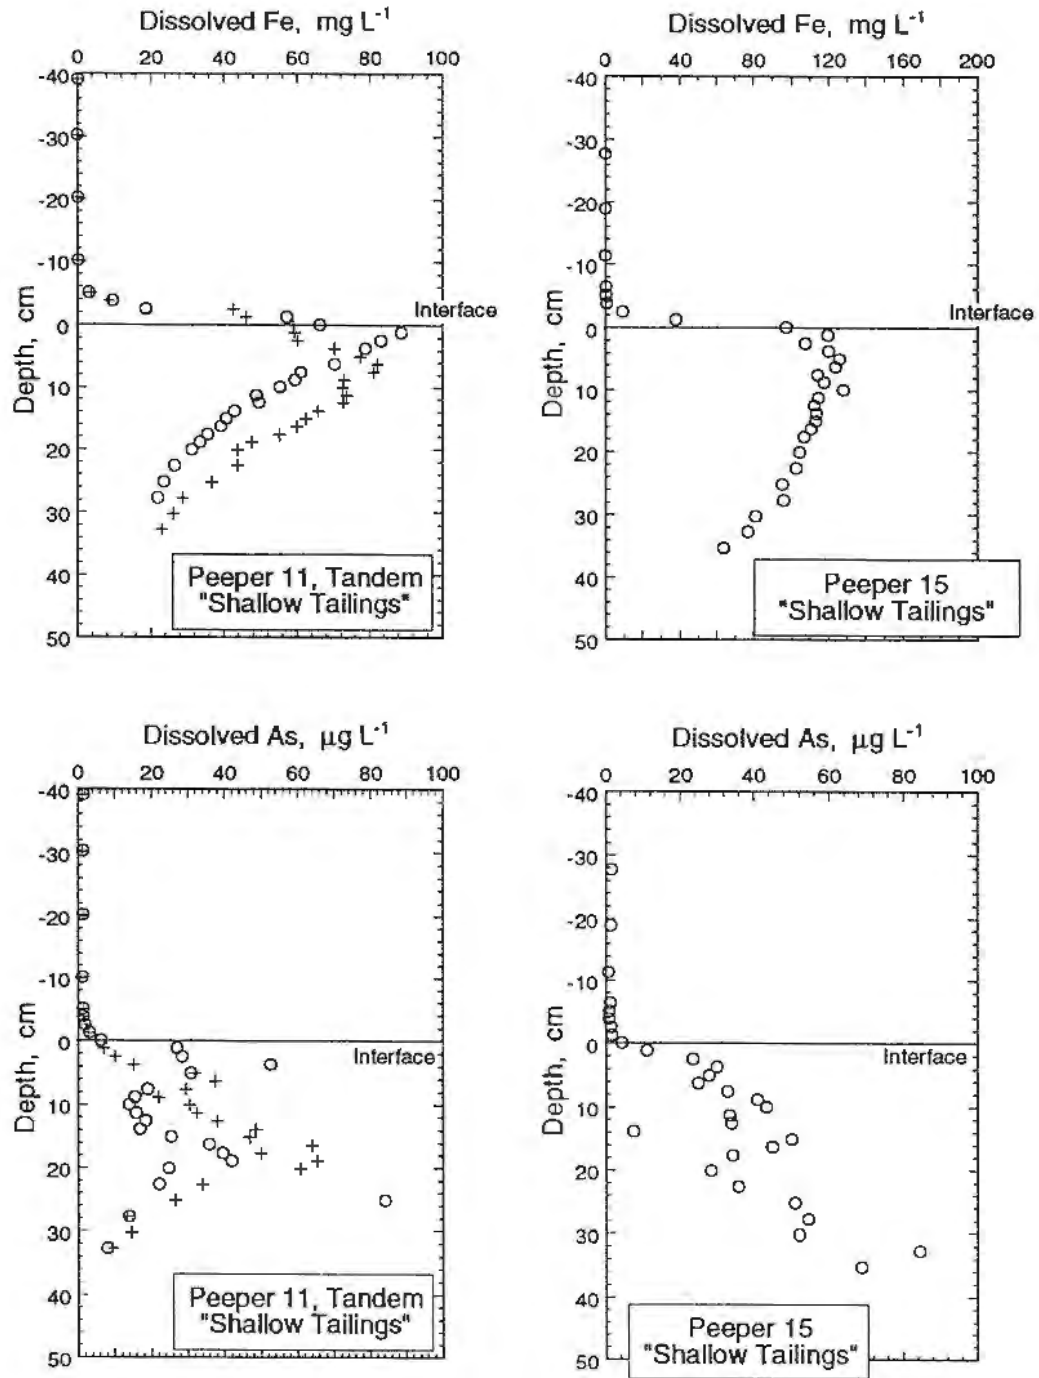 Dissolved Fe, mg L⁻¹
0 20 40 60 80 100
-40
-30
-20
-10
0
10
20
30
40
50
Depth, cm
Interface
Peeper 11, Tandem
"Shallow Tailings"
Dissolved Fe, mg L⁻¹
0 40 80 120 160 200
-40
-30
-20
-10
0
10
20
30
40
50
Depth, cm
Interface
Peeper 15
"Shallow Tailings"
Dissolved As, µg L⁻¹
0 20 40 60 80 100
-40
-30
-20
-10
0
10
20
30
40
50
Depth, cm
Interface
Peeper 11, Tandem
"Shallow Tailings"
Dissolved As, µg L⁻¹
0 20 40 60 80 100
-40
-30
-20
-10
0
10
20
30
40
50
Depth, cm
Interface
Peeper 15
"Shallow Tailings"